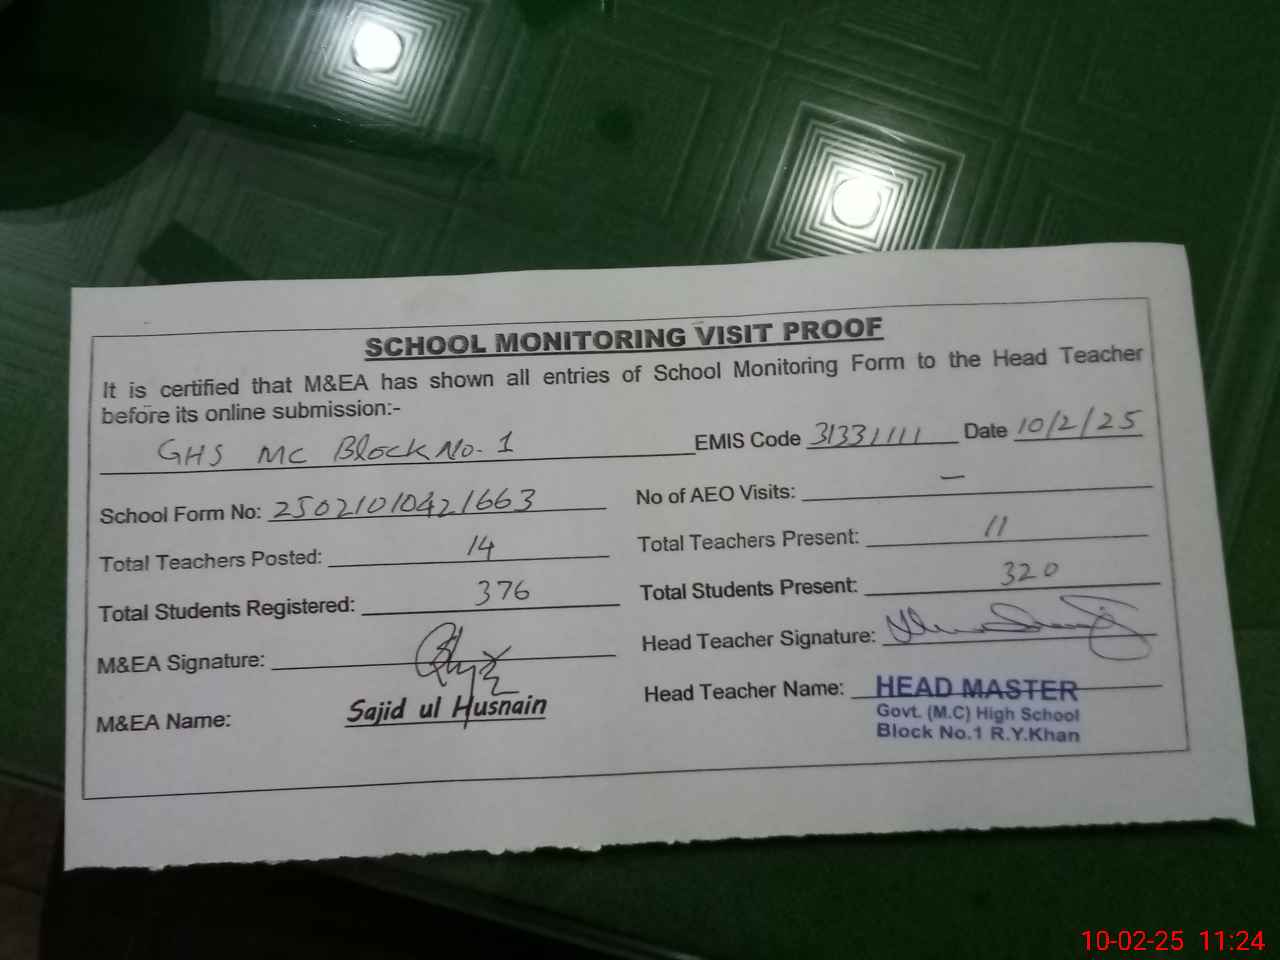 SCHOOL MONITORING VISIT PROOF
It is certified that M&EA has shown all entries of School Monitoring Form to the Head Teacher
before its online submission:-
GHS MC Block No. 1 EMIS Code 31331111 Date 10/2/25
School Form No: 25021010421663 No of AEO Visits: —
Total Teachers Posted: 14 Total Teachers Present: 11
Total Students Registered: 376 Total Students Present: 320
M&EA Signature: Head Teacher Signature:
M&EA Name: Sajid ul Husnain Head Teacher Name: HEAD MASTER
Govt. (M.C) High School
Block No.1 R.Y.Khan
10-02-25 11:24